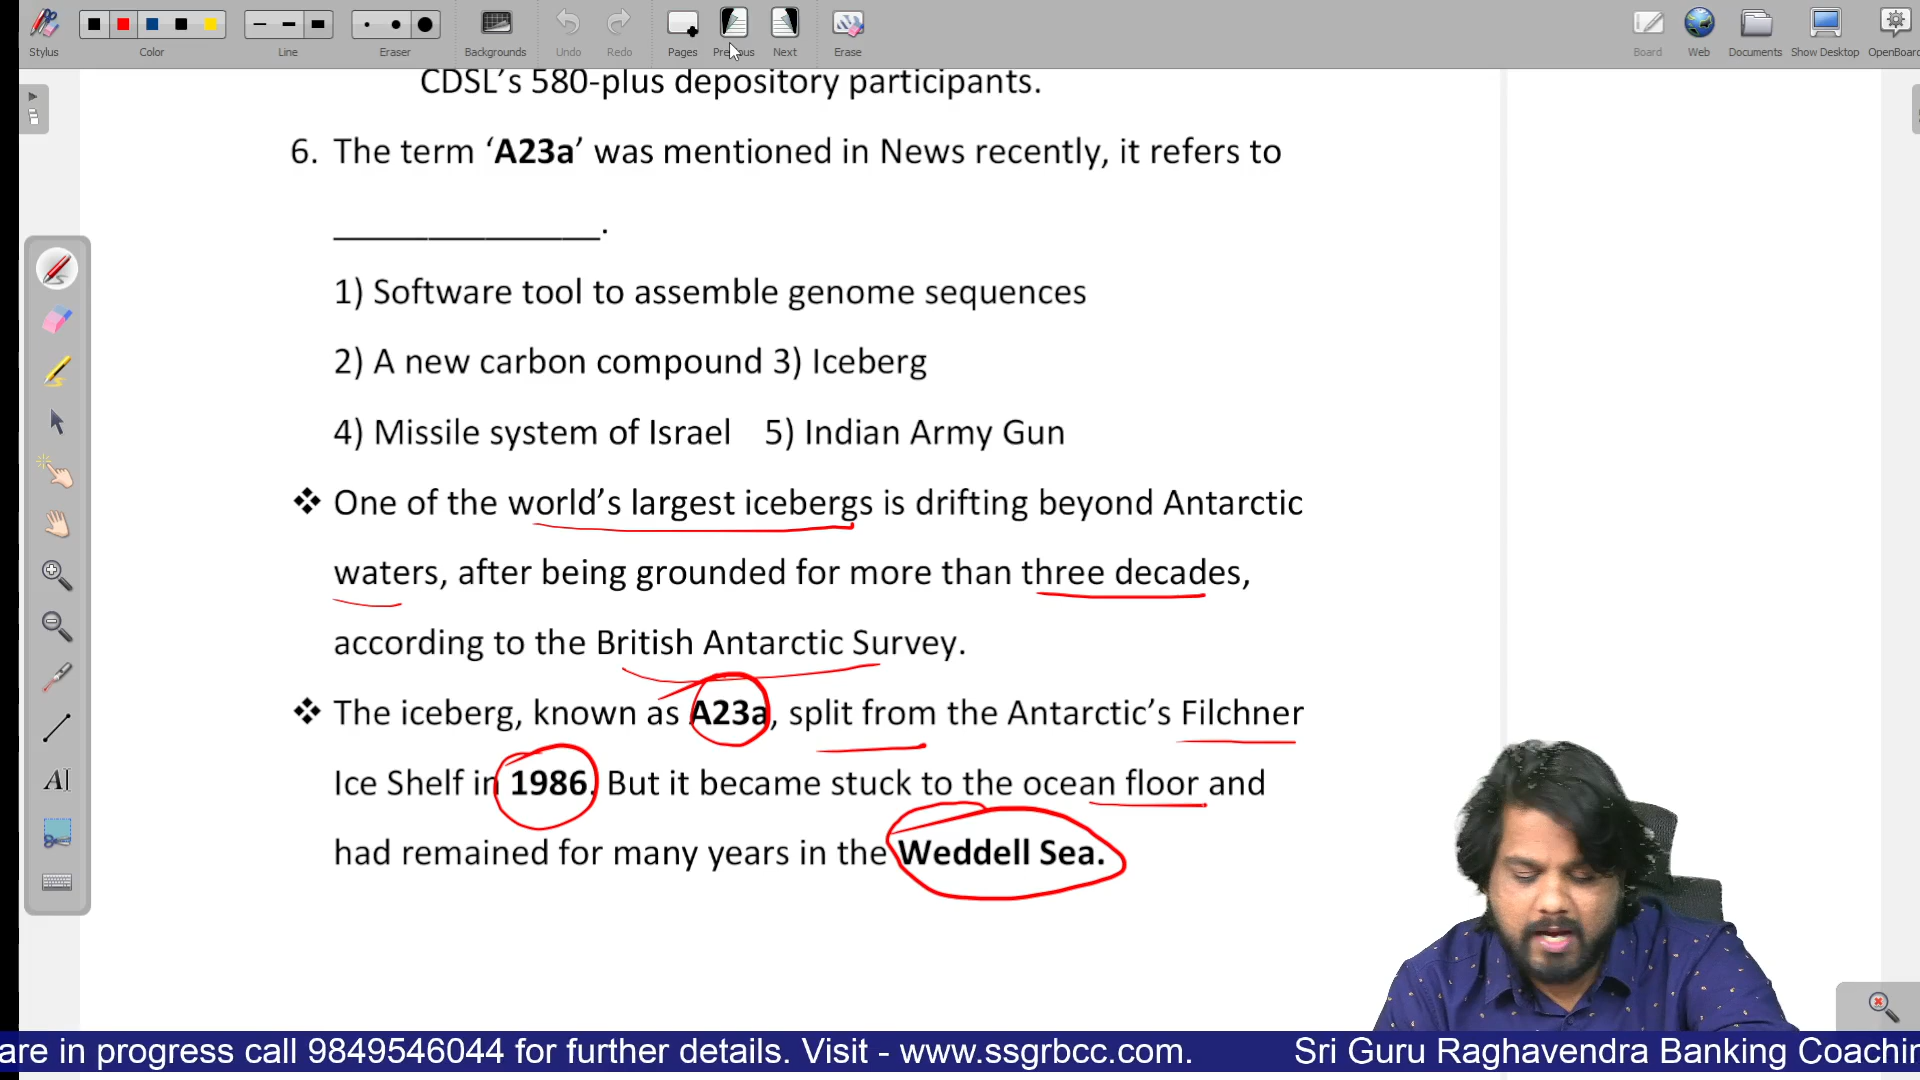 Stylus
Color
Line
Eraser
Backgrounds
Undo
Redo
Pages
Previous
Next
Erase
Board
Web
Documents
Show Desktop
OpenBoar
CDSL’s 580-plus depository participants.
6. The term ‘A23a’ was mentioned in News recently, it refers to
_______________.
1) Software tool to assemble genome sequences
2) A new carbon compound 3) Iceberg
4) Missile system of Israel 5) Indian Army Gun
❖ One of the world’s largest icebergs is drifting beyond Antarctic
waters, after being grounded for more than three decades,
according to the British Antarctic Survey.
❖ The iceberg, known as A23a, split from the Antarctic’s Filchner
Ice Shelf in 1986. But it became stuck to the ocean floor and
had remained for many years in the Weddell Sea.
are in progress call 9849546044 for further details. Visit - www.ssgrbcc.com. Sri Guru Raghavendra Banking Coachin